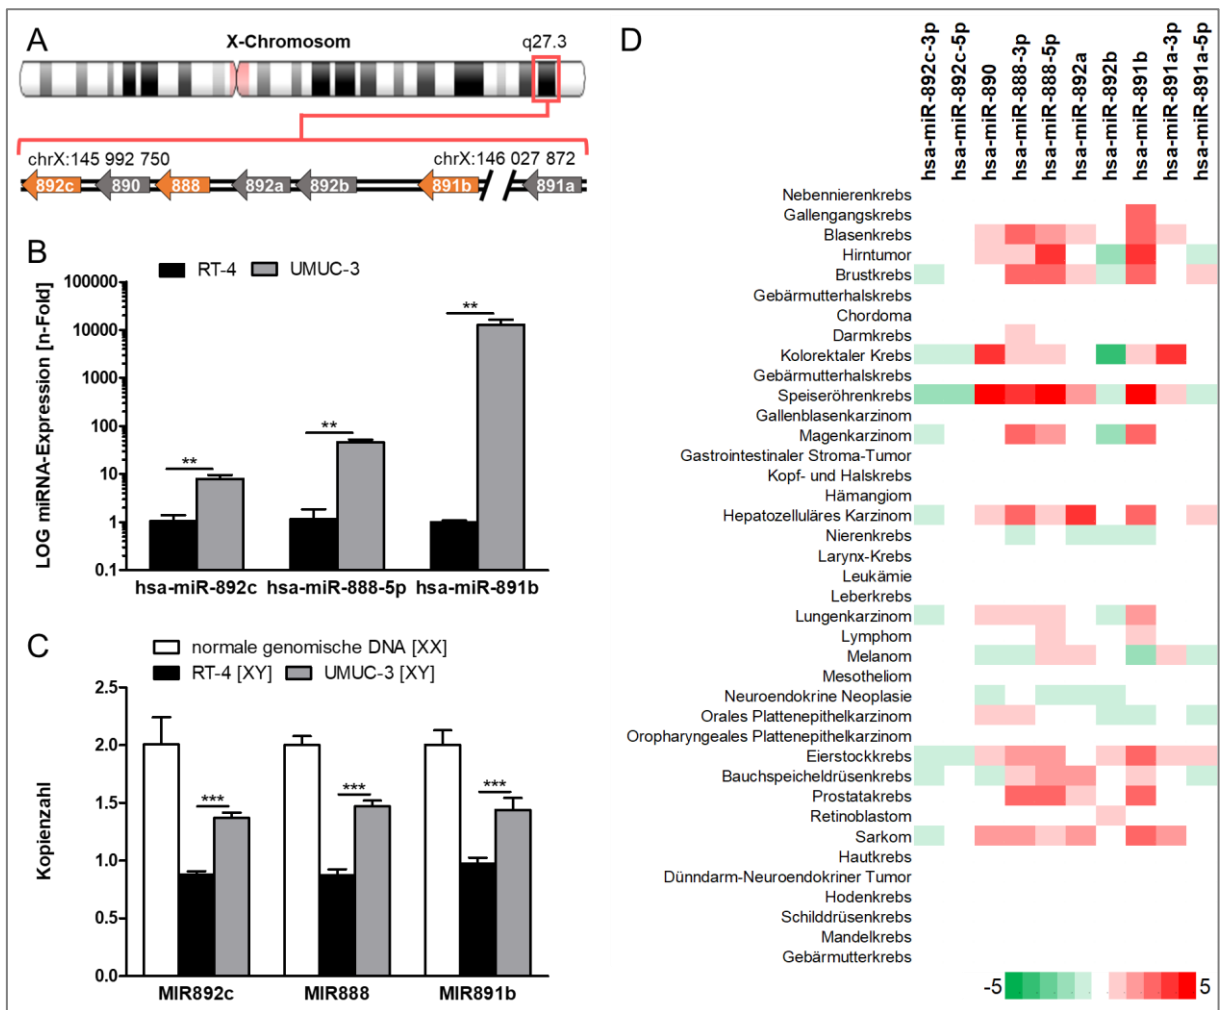 A
X-Chromosom
q27.3
chrX:145 992 750
chrX:146 027 872
892c
890
888
892a
892b
891b
891a
B
RT-4
UMUC-3
LOG miRNA-Expression [n-Fold]
100000
10000
1000
100
10
1
0.1
**
**
**
hsa-miR-892c
hsa-miR-888-5p
hsa-miR-891b
C
normale genomische DNA [XX]
RT-4 [XY]
UMUC-3 [XY]
Kopienzahl
2.5
2.0
1.5
1.0
0.5
0.0
***
***
***
MIR892c
MIR888
MIR891b
D
hsa-miR-892c-3p
hsa-miR-892c-5p
hsa-miR-890
hsa-miR-888-3p
hsa-miR-888-5p
hsa-miR-892a
hsa-miR-892b
hsa-miR-891b
hsa-miR-891a-3p
hsa-miR-891a-5p
Nebennierenkrebs
Gallengangskrebs
Blasenkrebs
Hirntumor
Brustkrebs
Gebärmutterhalskrebs
Chordoma
Darmkrebs
Kolorektaler Krebs
Gebärmutterhalskrebs
Speiseröhrenkrebs
Gallenblasenkarzinom
Magenkarzinom
Gastrointestinaler Stroma-Tumor
Kopf- und Halskrebs
Hämangiom
Hepatozelluläres Karzinom
Nierenkrebs
Larynx-Krebs
Leukämie
Leberkrebs
Lungenkarzinom
Lymphom
Melanom
Mesotheliom
Neuroendokrine Neoplasie
Orales Plattenepithelkarzinom
Oropharyngeales Plattenepithelkarzinom
Eierstockkrebs
Bauchspeicheldrüsenkrebs
Prostatakrebs
Retinoblastom
Sarkom
Hautkrebs
Dünndarm-Neuroendokriner Tumor
Hodenkrebs
Schilddrüsenkrebs
Mandelkrebs
Gebärmutterkrebs
-5
5